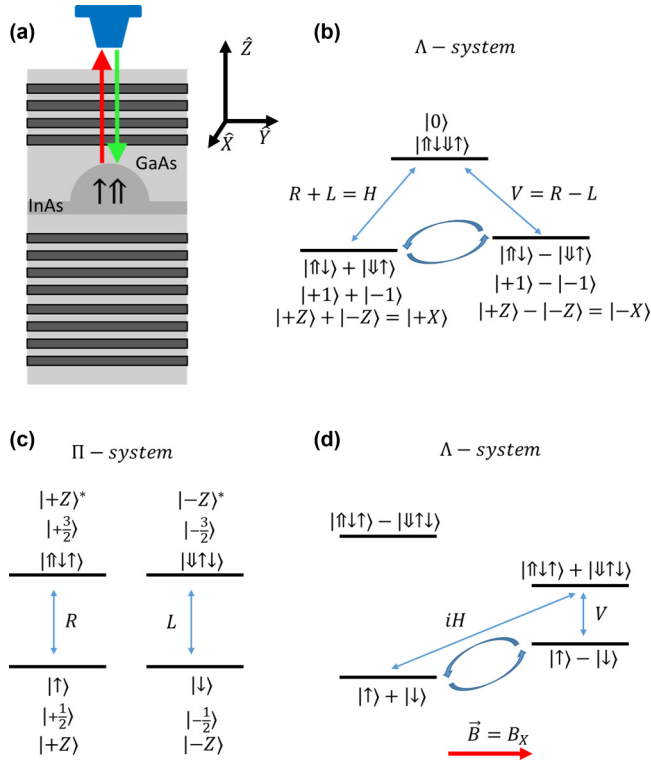 (a)
Ẑ
X̂
Ŷ
GaAs
InAs
↑⇑
(b)
Λ − system
|0⟩
|⇑↓⇓↑⟩
R + L = H
V = R − L
|⇑↓⟩ + |⇓↑⟩
|+1⟩ + |−1⟩
|+Z⟩ + |−Z⟩ = |+X⟩
|⇑↓⟩ − |⇓↑⟩
|+1⟩ − |−1⟩
|+Z⟩ − |−Z⟩ = |−X⟩
(c)
Π − system
|+Z⟩*
|+3/2⟩
|⇑↓↑⟩
|−Z⟩*
|−3/2⟩
|⇓↑↓⟩
R
L
|↑⟩
|+1/2⟩
|+Z⟩
|↓⟩
|−1/2⟩
|−Z⟩
(d)
Λ − system
|⇑↓↑⟩ − |⇓↑↓⟩
|⇑↓↑⟩ + |⇓↑↓⟩
iH
V
|↑⟩ − |↓⟩
|↑⟩ + |↓⟩
B⃗ = B_X